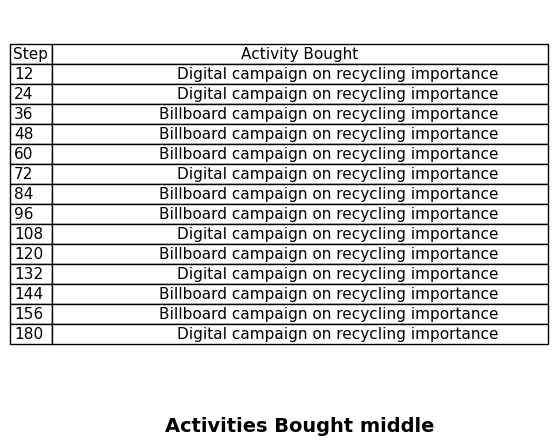 Step Activity Bought
12 Digital campaign on recycling importance
24 Digital campaign on recycling importance
36 Billboard campaign on recycling importance
48 Billboard campaign on recycling importance
60 Billboard campaign on recycling importance
72 Digital campaign on recycling importance
84 Billboard campaign on recycling importance
96 Billboard campaign on recycling importance
108 Digital campaign on recycling importance
120 Billboard campaign on recycling importance
132 Digital campaign on recycling importance
144 Billboard campaign on recycling importance
156 Billboard campaign on recycling importance
180 Digital campaign on recycling importance
Activities Bought middle